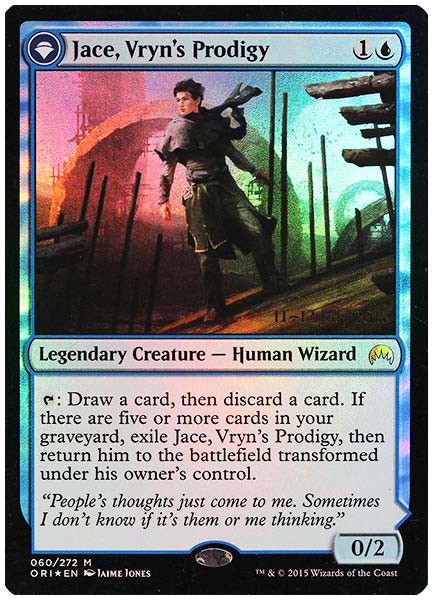 Jace, Vryn's Prodigy 1
Legendary Creature — Human Wizard
: Draw a card, then discard a card. If
there are five or more cards in your
graveyard, exile Jace, Vryn's Prodigy, then
return him to the battlefield transformed
under his owner's control.
"People's thoughts just come to me. Sometimes
I don't know if it's them or me thinking."
0/2
060/272 M
ORI★EN JAIME JONES
™ & © 2015 Wizards of the Coast